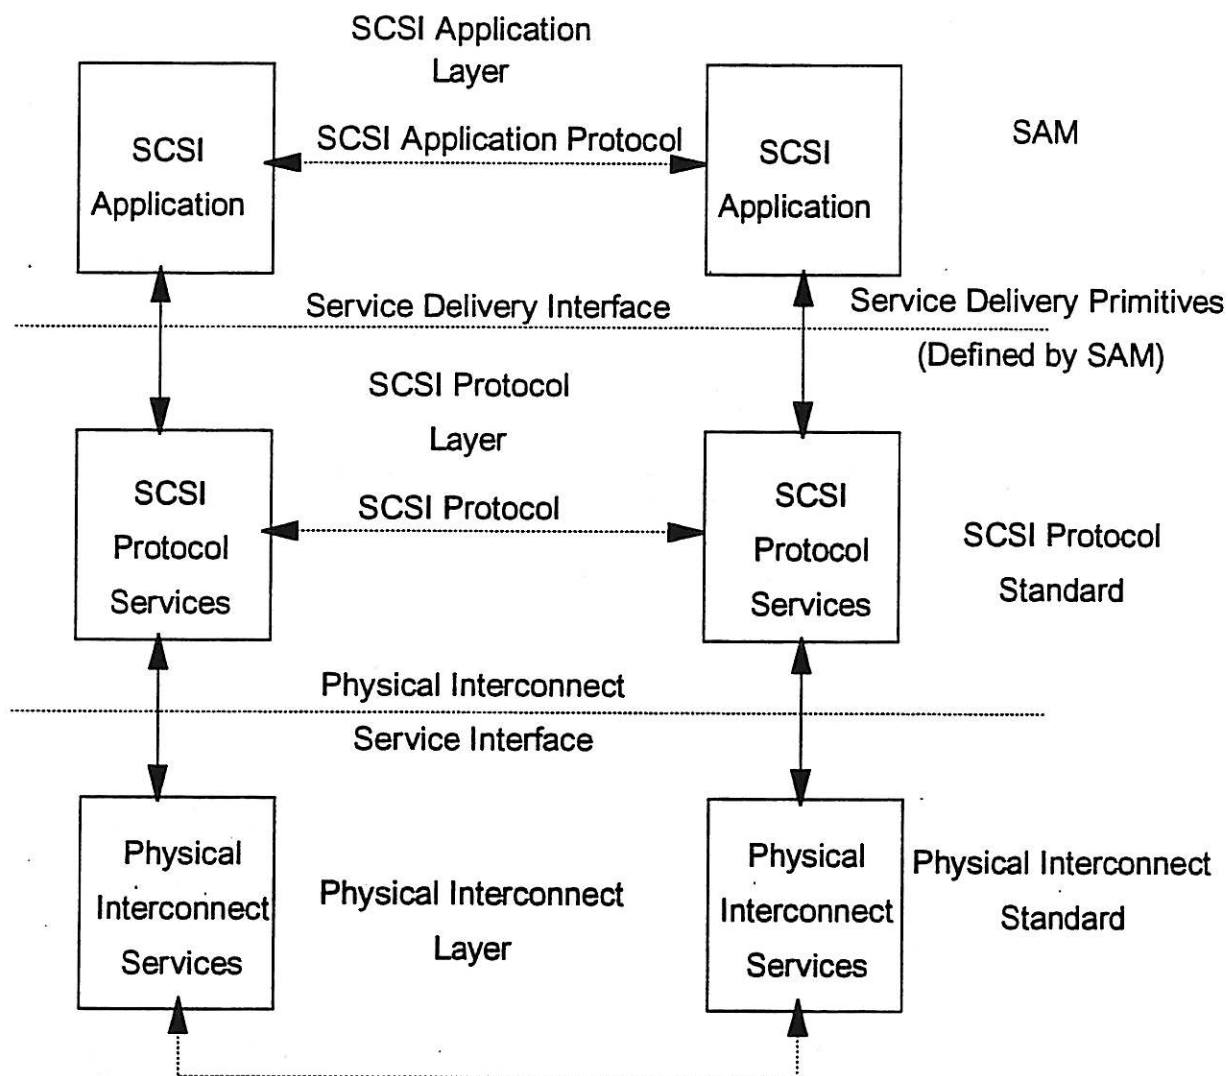 SCSI Application
Layer
SCSI
Application
SCSI Application Protocol
SCSI
Application
SAM
Service Delivery Interface
Service Delivery Primitives
(Defined by SAM)
SCSI Protocol
Layer
SCSI
Protocol
Services
SCSI Protocol
SCSI
Protocol
Services
SCSI Protocol
Standard
Physical Interconnect
Service Interface
Physical
Interconnect
Services
Physical Interconnect
Layer
Physical
Interconnect
Services
Physical Interconnect
Standard